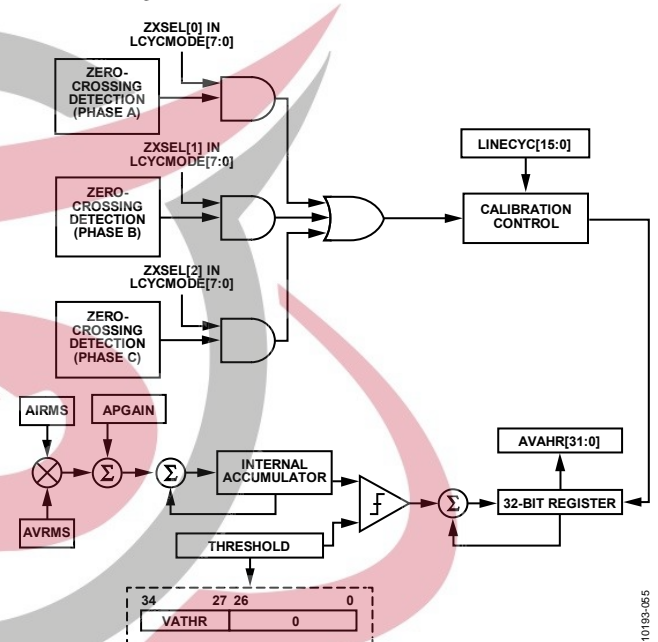 ZXSEL[0] IN
LCYCMODE[7:0]
ZERO-
CROSSING
DETECTION
(PHASE A)
ZXSEL[1] IN
LCYCMODE[7:0]
LINECYC[15:0]
ZERO-
CROSSING
DETECTION
(PHASE B)
CALIBRATION
CONTROL
ZXSEL[2] IN
LCYCMODE[7:0]
ZERO-
CROSSING
DETECTION
(PHASE C)
AIRMS
APGAIN
AVAHR[31:0]
Σ
Σ
INTERNAL
ACCUMULATOR
Σ
32-BIT REGISTER
AVRMS
THRESHOLD
34 27 26 0
VATHR 0
10193-055